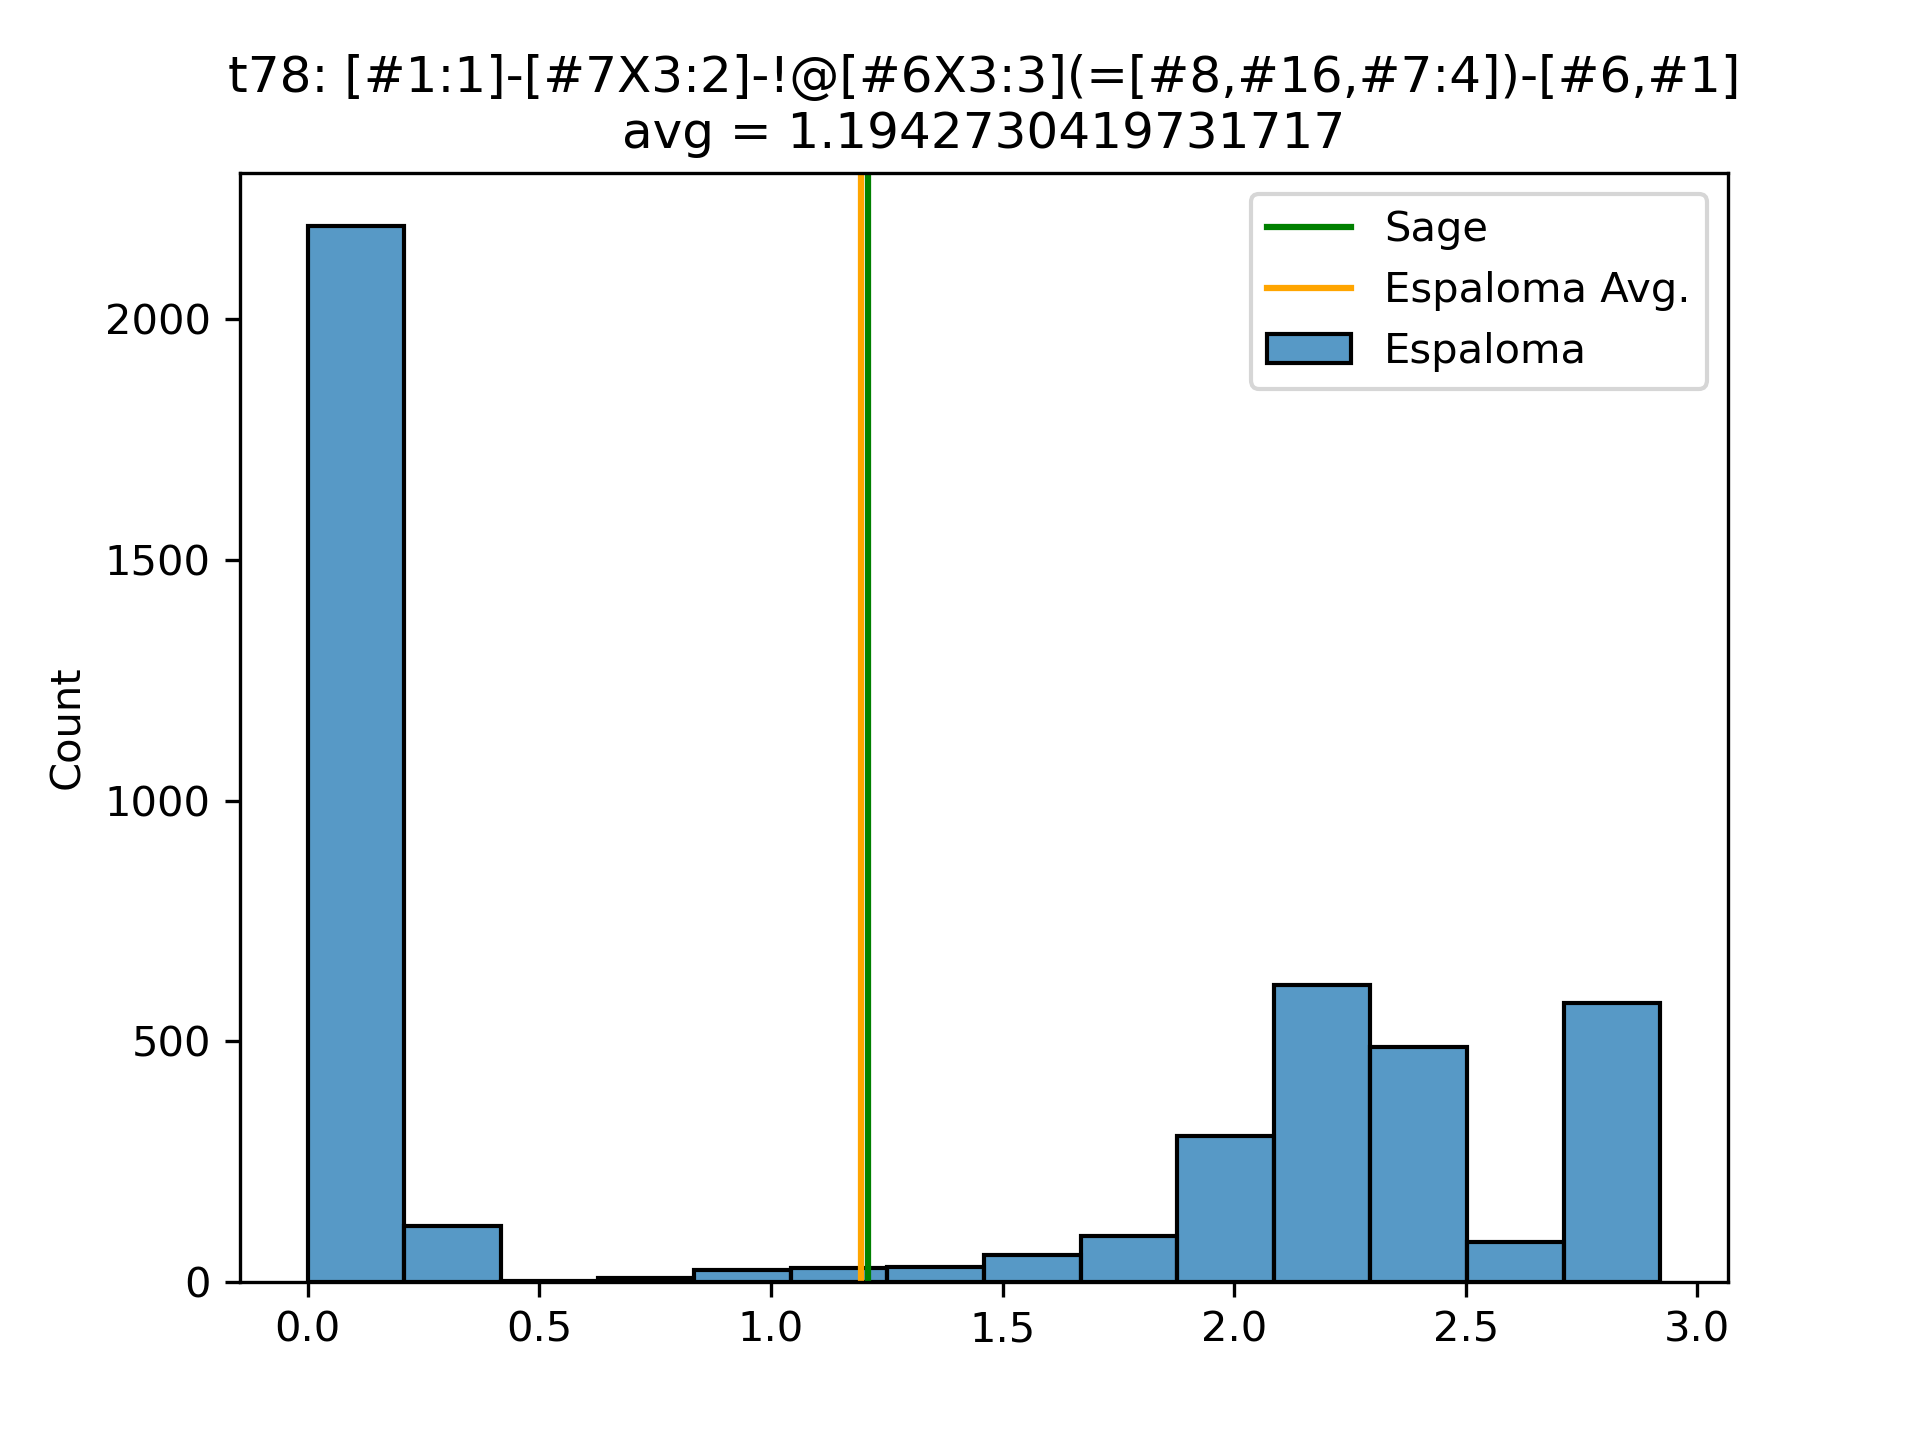 t78: [#1:1]-[#7X3:2]-!@[#6X3:3](=[#8,#16,#7:4])-[#6,#1]
avg = 1.1942730419731717
Sage
Espaloma Avg.
Espaloma
Count
2000
1500
1000
500
0
0.0 0.5 1.0 1.5 2.0 2.5 3.0